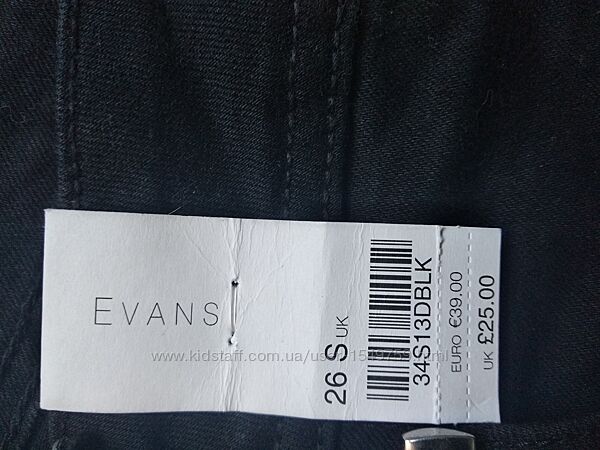 EVANS
26 S UK
34S13DBLK
EURO €39.00
UK £25.00